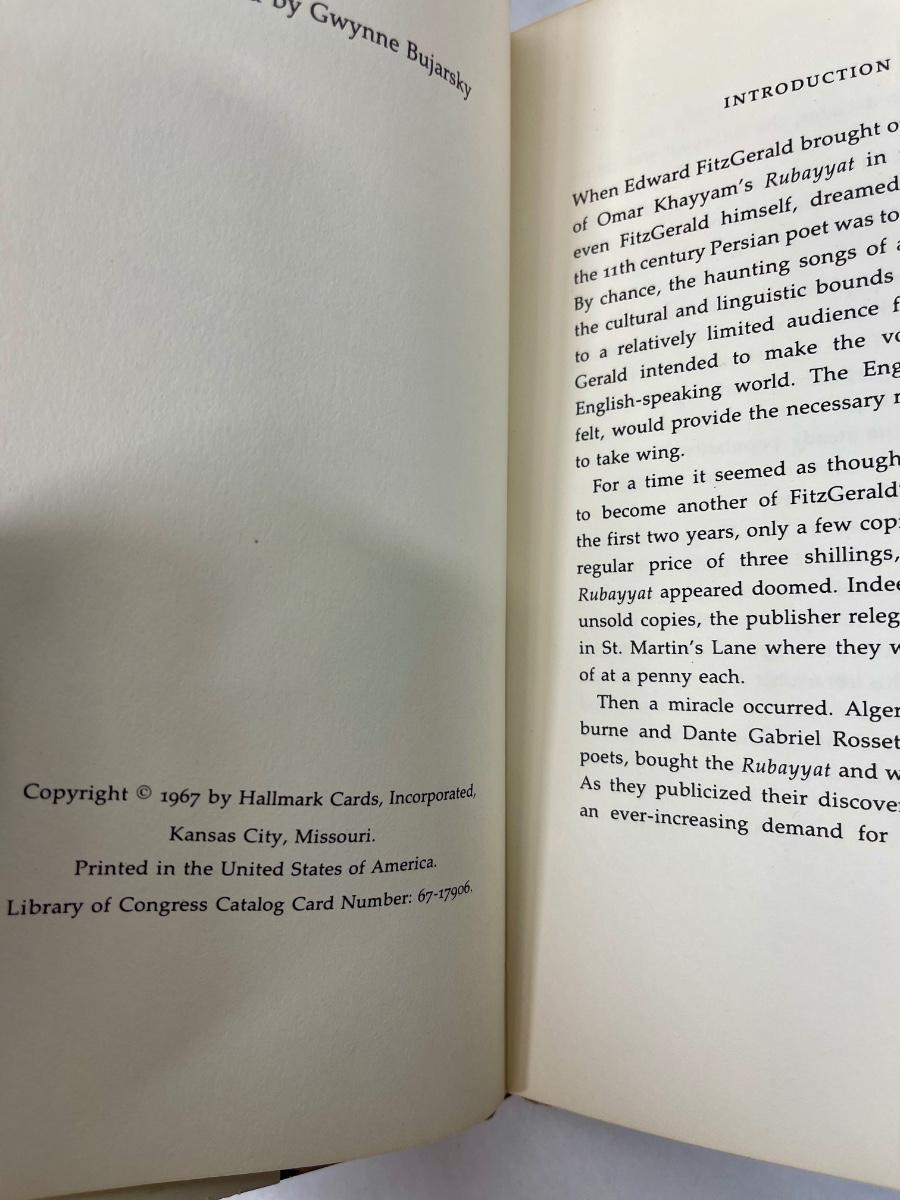 by Gwynne Bujarsky
Copyright © 1967 by Hallmark Cards, Incorporated,
Kansas City, Missouri.
Printed in the United States of America.
Library of Congress Catalog Card Number: 67-17906.
INTRODUCTION
When Edward FitzGerald brought
of Omar Khayyam's Rubayyat in
even FitzGerald himself, dreamed
the 11th century Persian poet was to
By chance, the haunting songs of
the cultural and linguistic bounds
to a relatively limited audience
Gerald intended to make the
English-speaking world. The Eng
felt, would provide the necessary
to take wing.
For a time it seemed as though
to become another of FitzGerald'
the first two years, only a few cop
regular price of three shillings,
Rubayyat appeared doomed. Indee
unsold copies, the publisher releg
in St. Martin's Lane where they
of at a penny each.
Then a miracle occurred. Alger
burne and Dante Gabriel Rosset
poets, bought the Rubayyat and
As they publicized their discove
an ever-increasing demand for